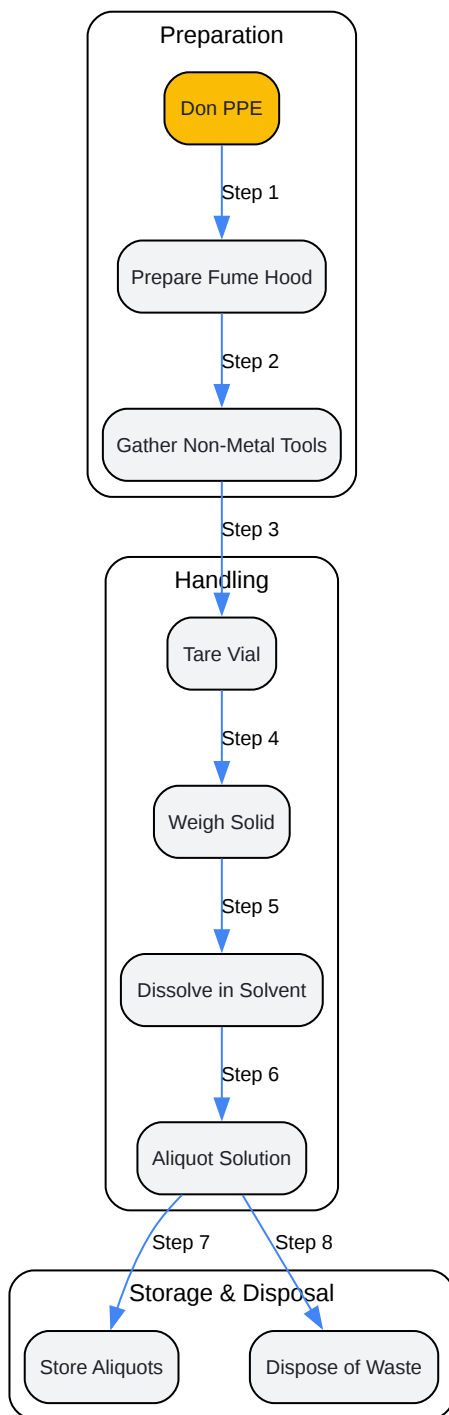 Preparation
Don PPE
Step 1
Prepare Fume Hood
Step 2
Gather Non-Metal Tools
Step 3
Handling
Tare Vial
Step 4
Weigh Solid
Step 5
Dissolve in Solvent
Step 6
Aliquot Solution
Step 7
Step 8
Storage & Disposal
Store Aliquots
Dispose of Waste